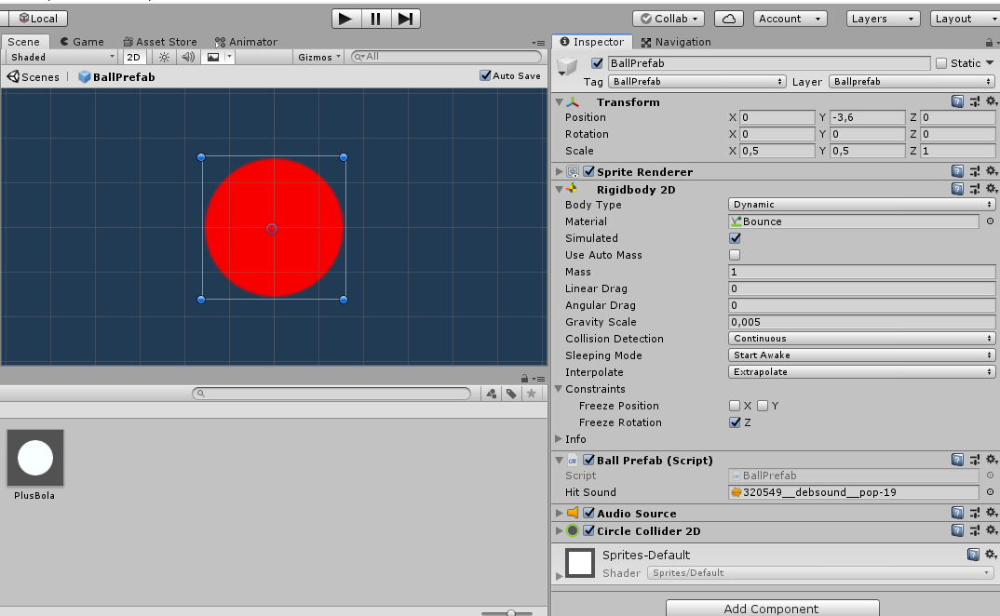 Local
Collab
Account
Layers
Layout
Scene
Game
Asset Store
Animator
Shaded
2D
Gizmos
All
Scenes
BallPrefab
Auto Save
PlusBola
Inspector
Navigation
BallPrefab
Static
Tag BallPrefab Layer Ballprefab
Transform
Position X 0 Y -3,6 Z 0
Rotation X 0 Y 0 Z 0
Scale X 0,5 Y 0,5 Z 1
Sprite Renderer
Rigidbody 2D
Body Type Dynamic
Material Bounce
Simulated
Use Auto Mass
Mass 1
Linear Drag 0
Angular Drag 0
Gravity Scale 0,005
Collision Detection Continuous
Sleeping Mode Start Awake
Interpolate Extrapolate
Constraints
Freeze Position X Y
Freeze Rotation Z
Info
Ball Prefab (Script)
Script BallPrefab
Hit Sound 320549__debsound__pop-19
Audio Source
Circle Collider 2D
Sprites-Default
Shader Sprites/Default
Add Component